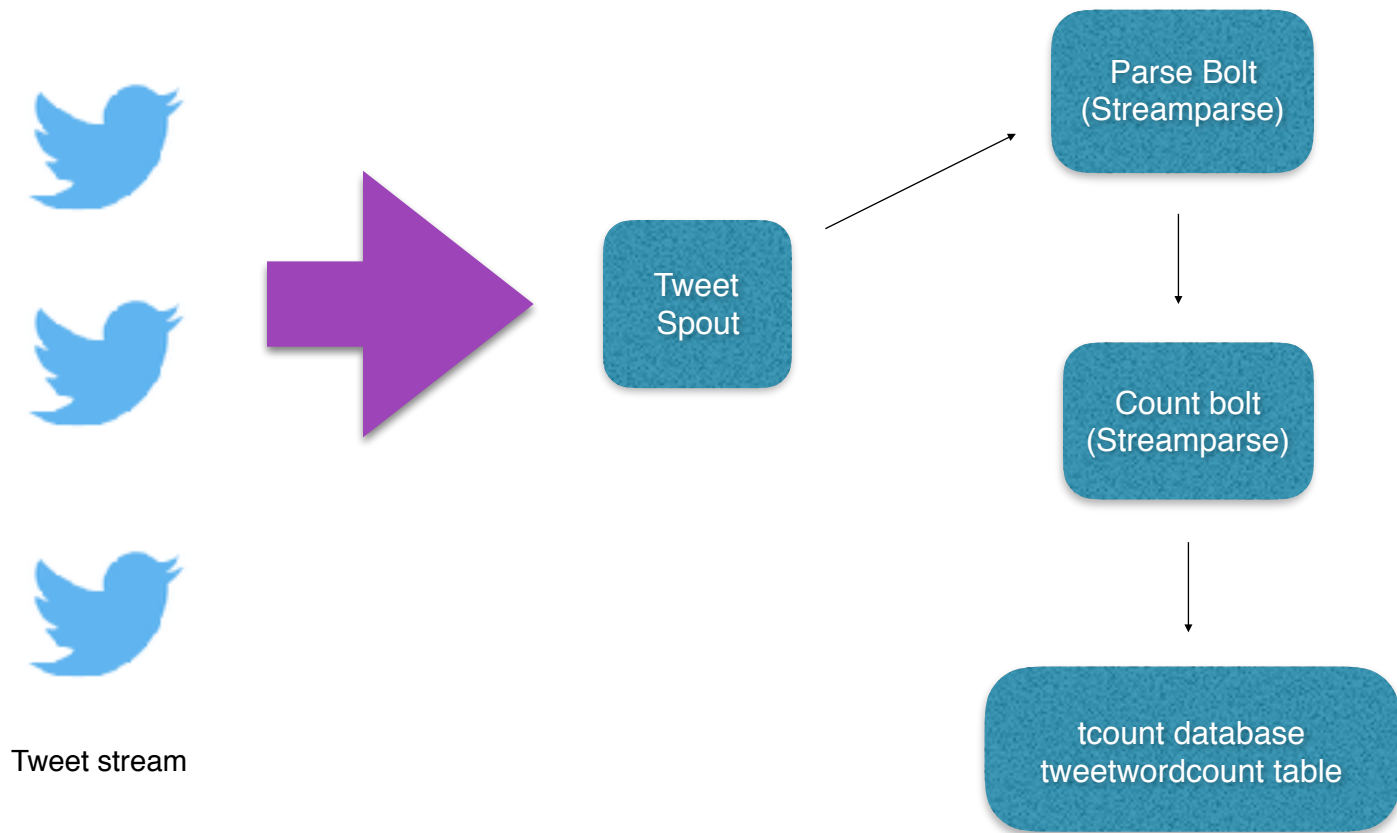 Tweet stream
Tweet
Spout
Parse Bolt
(Streamparse)
Count bolt
(Streamparse)
tcount database
tweetwordcount table